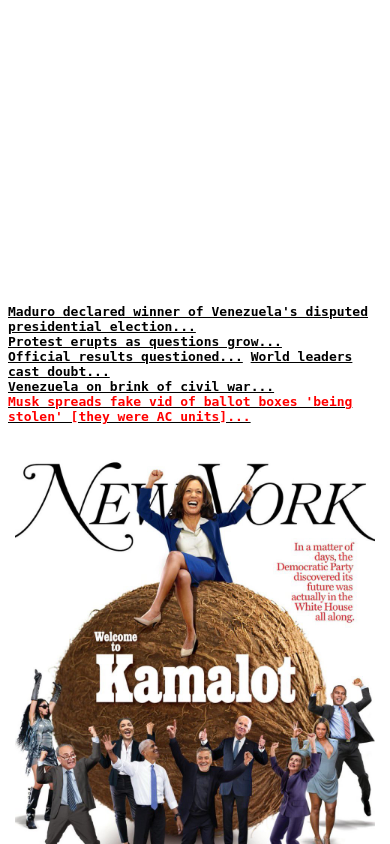 Maduro declared winner of Venezuela's disputed
presidential election...
Protest erupts as questions grow...
Official results questioned... World leaders
cast doubt...
Venezuela on brink of civil war...
Musk spreads fake vid of ballot boxes 'being
stolen' [they were AC units]...
NEW YORK
In a matter of
days, the
Democratic Party
discovered its
future was
actually in the
White House
all along.
Welcome
to
Kamalot